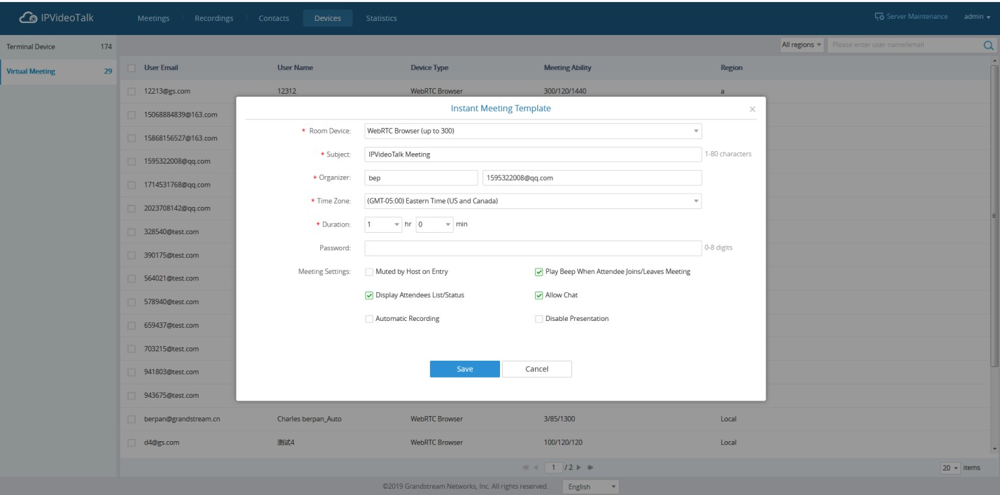 IPVideoTalk Meetings Recordings Contacts Devices Statistics Server Maintenance admin
Terminal Device 174 All regions Please enter user name/email
Virtual Meeting 29 User Email User Name Device Type Meeting Ability Region
12213@gs.com 12312 WebRTC Browser 300/120/1440 a
Instant Meeting Template
15068884839@163.com
* Room Device: WebRTC Browser (up to 300)
15868156527@163.com
* Subject: IPVideoTalk Meeting 1-80 characters
1595322008@qq.com
* Organizer: bep 1595322008@qq.com
1714531768@qq.com
* Time Zone: (GMT-05:00) Eastern Time (US and Canada)
2023708142@qq.com
* Duration: 1 hr 0 min
328540@test.com
Password: 0-8 digits
390175@test.com
Meeting Settings: Muted by Host on Entry Play Beep When Attendee Joins/Leaves Meeting
564021@test.com
Display Attendees List/Status Allow Chat
578940@test.com
Automatic Recording Disable Presentation
659437@test.com
703215@test.com
Save Cancel
941803@test.com
943675@test.com
berpan@grandstream.cn Charles berpan_Auto WebRTC Browser 3/85/1300 Local
d4@gs.com 测试4 WebRTC Browser 100/120/120 Local
1 / 2 20 items
©2019 Grandstream Networks, Inc. All rights reserved. English